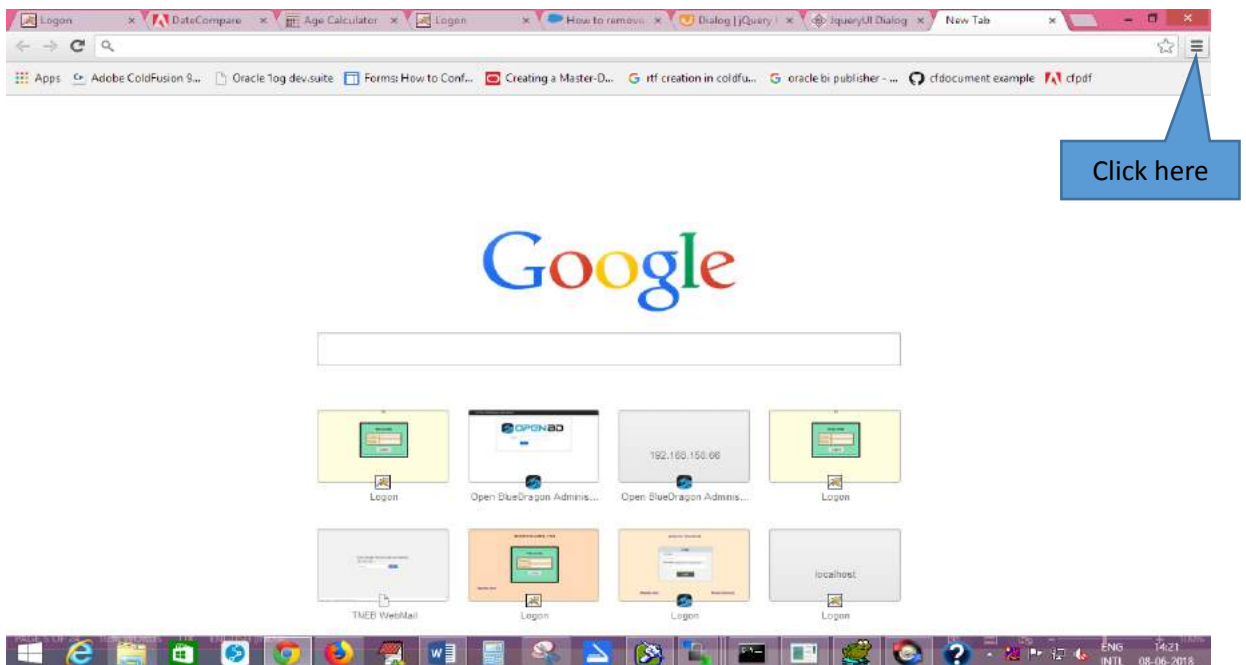 Logon
DateCompare
Age Calculator
Logon
How to remove
Dialog | jQuery
JqueryUI Dialog
New Tab
Apps
Adobe ColdFusion 9...
Oracle 10g dev.suite
Forms: How to Conf...
Creating a Master-D...
rtf creation in coldfu...
oracle bi publisher - ...
cfdocument example
cfpdf
Click here
Google
OPENBD
192.168.150.66
Logon
Open BlueDragon Adminis...
Open BlueDragon Adminis...
Logon
localhost
TNEB WebMail
Logon
Logon
Logon
ENG
14:21
INTL
08-06-2018